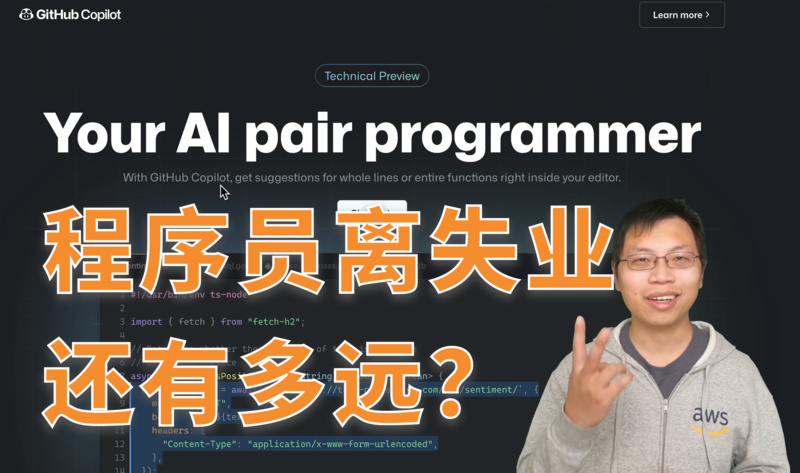 GitHub Copilot
Learn more >
Technical Preview
Your AI pair programmer
With GitHub Copilot, get suggestions for whole lines or entire functions right inside your editor.
程序员离失业
#!/usr/bin/env ts-node
2
3 import { fetch } from "fetch-h2";
还有多远?
11 headers: {
12 "Content-Type": "application/x-www-form-urlencoded",
13 },
14 });
aws